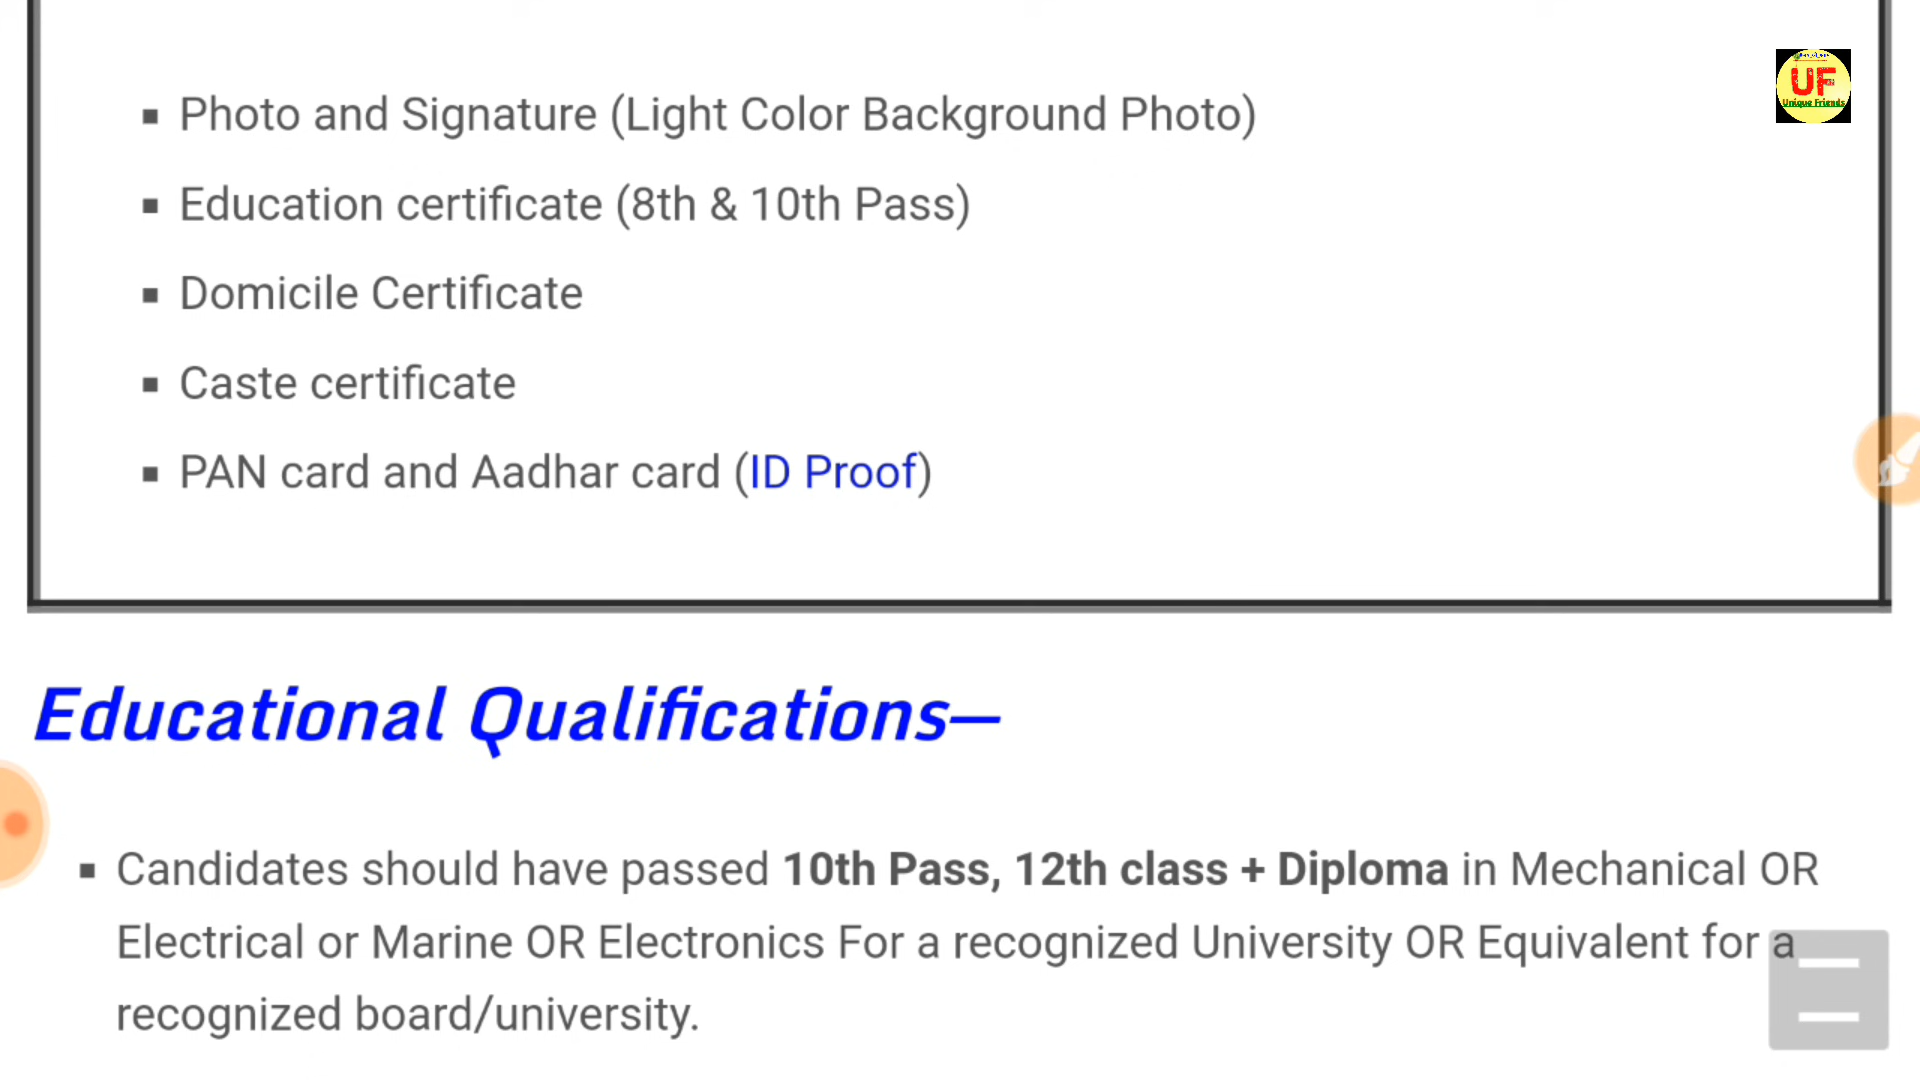 Photo and Signature (Light Color Background Photo)
UF
Unique Friends
Education certificate (8th & 10th Pass)
Domicile Certificate
Caste certificate
PAN card and Aadhar card (ID Proof)
Educational Qualifications—
Candidates should have passed 10th Pass, 12th class + Diploma in Mechanical OR
Electrical or Marine OR Electronics For a recognized University OR Equivalent for a
recognized board/university.